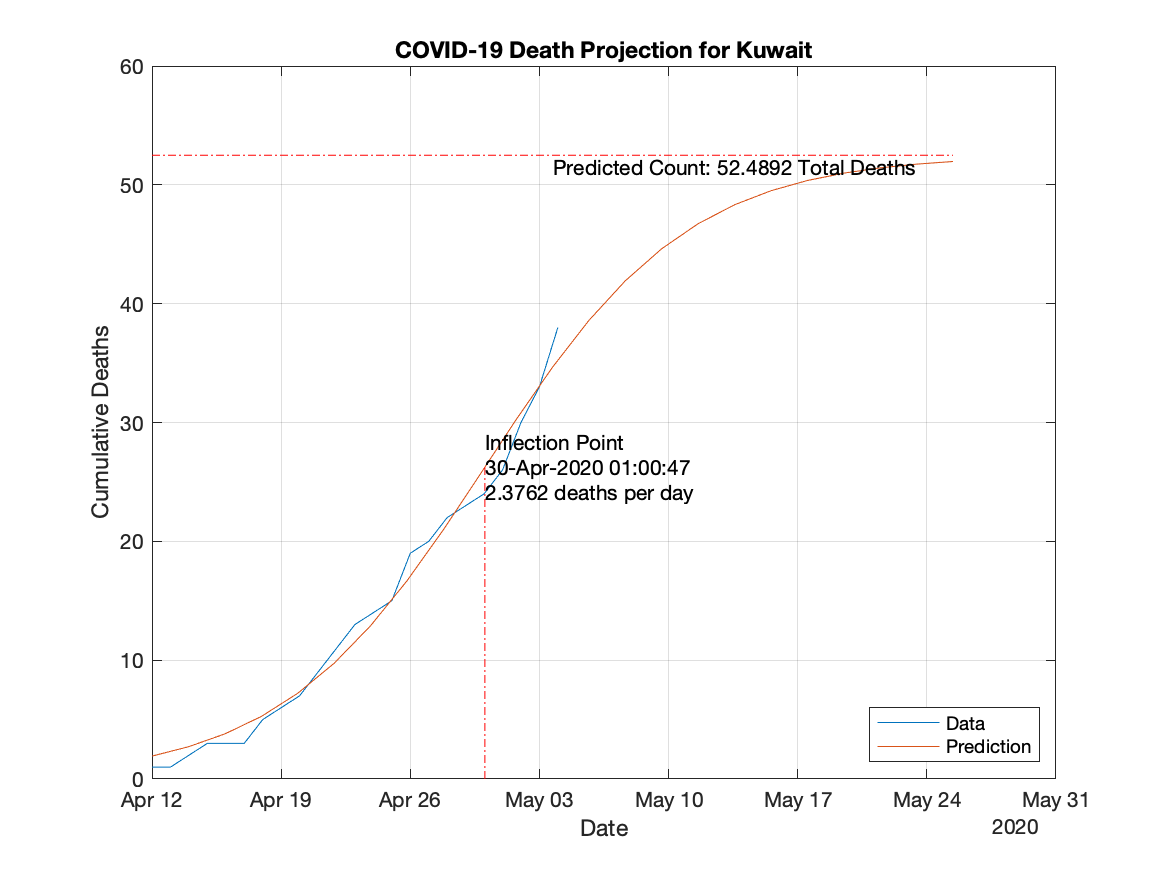 COVID-19 Death Projection for Kuwait
60
50
40
30
20
10
0
Cumulative Deaths
Predicted Count: 52.4892 Total Deaths
Inflection Point
30-Apr-2020 01:00:47
2.3762 deaths per day
Data
Prediction
Apr 12 Apr 19 Apr 26 May 03 May 10 May 17 May 24 May 31
Date
2020